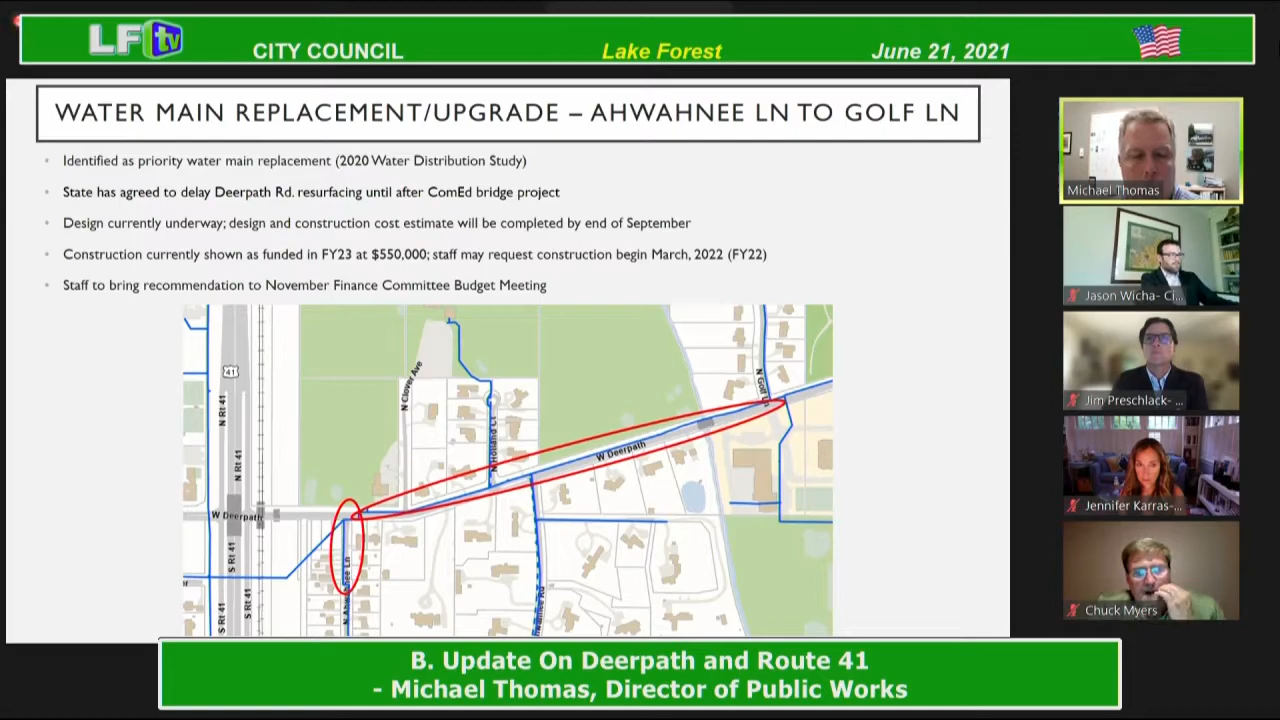 LFtv
CITY COUNCIL
Lake Forest
June 21, 2021
WATER MAIN REPLACEMENT/UPGRADE – AHWAHNEE LN TO GOLF LN
• Identified as priority water main replacement (2020 Water Distribution Study)
• State has agreed to delay Deerpath Rd. resurfacing until after ComEd bridge project
• Design currently underway; design and construction cost estimate will be completed by end of September
• Construction currently shown as funded in FY23 at $550,000; staff may request construction begin March, 2022 (FY22)
• Staff to bring recommendation to November Finance Committee Budget Meeting
41
N Rt 41
N Rt 41
N Clover Ave
N Golf Ln
W Deerpath
W Deerpath
S Rt 41
S Rt 41
S Rt 41
Michael Thomas
Jason Wicha- Ci...
Jim Preschlack- ...
Jennifer Karras-...
Chuck Myers
B. Update On Deerpath and Route 41
- Michael Thomas, Director of Public Works